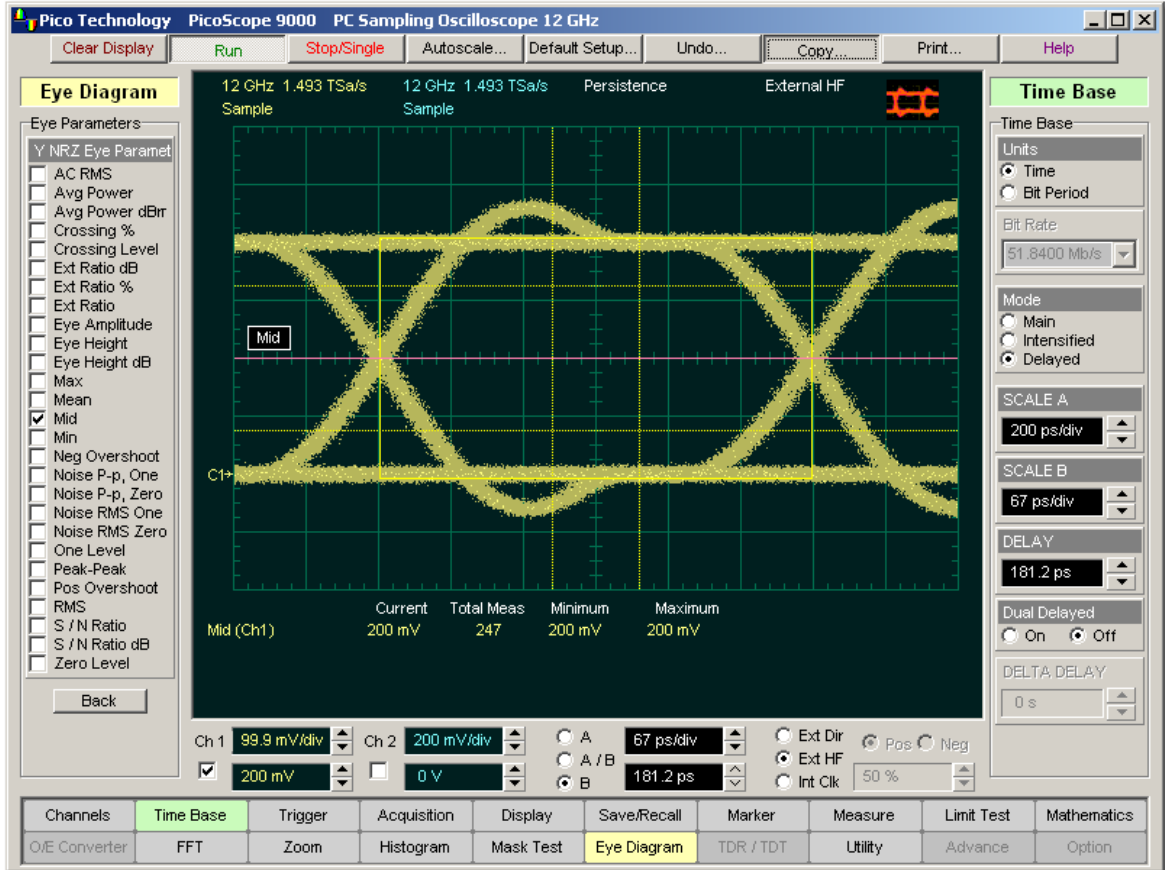 Pico Technology PicoScope 9000 PC Sampling Oscilloscope 12 GHz
Clear Display Run Stop/Single Autoscale... Default Setup... Undo... Copy.... Print... Help
Eye Diagram
Eye Parameters
Y NRZ Eye Paramet
AC RMS
Avg Power
Avg Power dBm
Crossing %
Crossing Level
Ext Ratio dB
Ext Ratio %
Ext Ratio
Eye Amplitude
Eye Height
Eye Height dB
Max
Mean
Mid
Min
Neg Overshoot
Noise P-p, One
Noise P-p, Zero
Noise RMS One
Noise RMS Zero
One Level
Peak-Peak
Pos Overshoot
RMS
S / N Ratio
S / N Ratio dB
Zero Level
Back
12 GHz 1.493 TSa/s 12 GHz 1.493 TSa/s Persistence External HF
Sample Sample
Mid
C1
Current Total Meas Minimum Maximum
Mid (Ch1) 200 mV 247 200 mV 200 mV
Time Base
Time Base
Units
Time
Bit Period
Bit Rate
51.8400 Mb/s
Mode
Main
Intensified
Delayed
SCALE A
200 ps/div
SCALE B
67 ps/div
DELAY
181.2 ps
Dual Delayed
On Off
DELTA DELAY
0 s
Ch 1 99.9 mV/div Ch 2 200 mV/div A 67 ps/div Ext Dir Pos Neg
A / B Ext HF
200 mV 0 V B 181.2 ps Int Clk 50 %
Channels Time Base Trigger Acquisition Display Save/Recall Marker Measure Limit Test Mathematics
O/E Converter FFT Zoom Histogram Mask Test Eye Diagram TDR / TDT Utility Advance Option